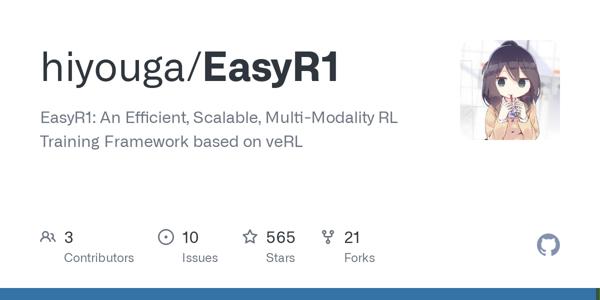 hiyouga/EasyR1
EasyR1: An Efficient, Scalable, Multi-Modality RL
Training Framework based on veRL
3 10 565 21
Contributors Issues Stars Forks